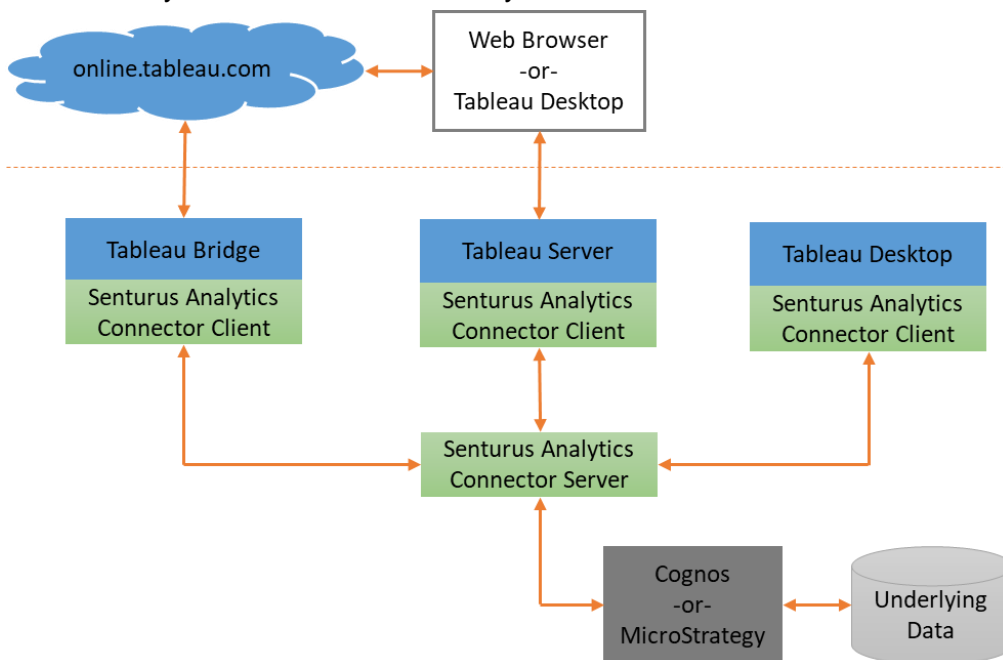 online.tableau.com
Web Browser
-or-
Tableau Desktop
Tableau Bridge
Senturus Analytics
Connector Client
Tableau Server
Senturus Analytics
Connector Client
Tableau Desktop
Senturus Analytics
Connector Client
Senturus Analytics
Connector Server
Cognos
-or-
MicroStrategy
Underlying
Data